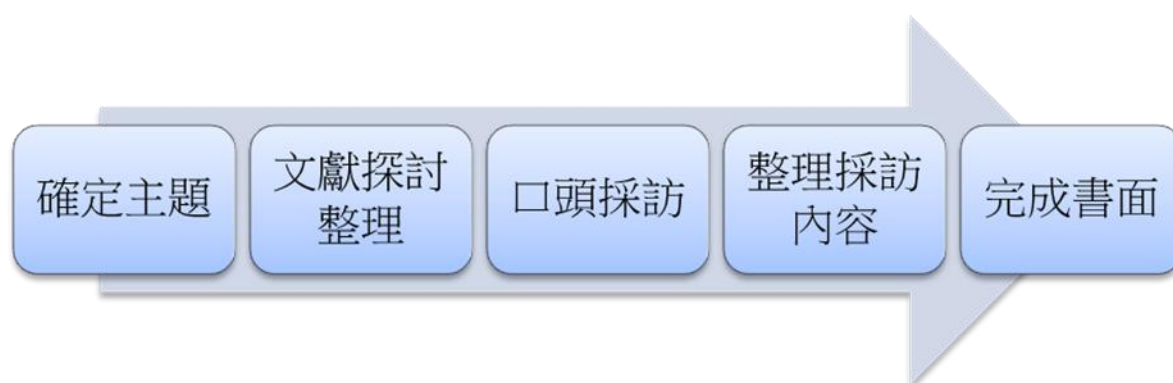 確定主題
文獻探討
整理
口頭採訪
整理採訪
內容
完成書面